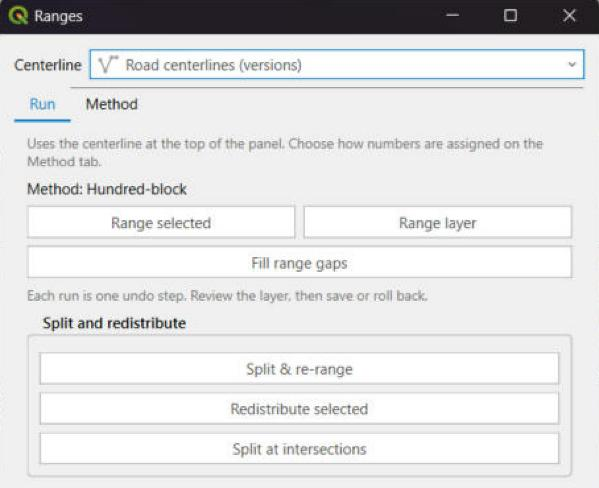 Ranges
Centerline Road centerlines (versions)
Run Method
Uses the centerline at the top of the panel. Choose how numbers are assigned on the
Method tab.
Method: Hundred-block
Range selected Range layer
Fill range gaps
Each run is one undo step. Review the layer, then save or roll back.
Split and redistribute
Split & re-range
Redistribute selected
Split at intersections